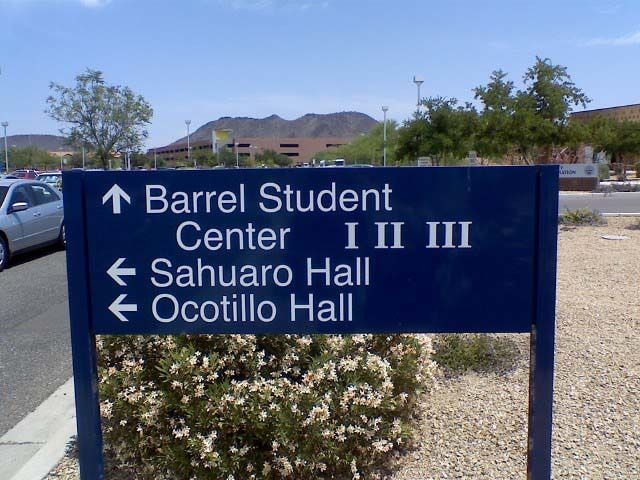 ↑ Barrel Student
Center I II III
← Sahuaro Hall
← Ocotillo Hall